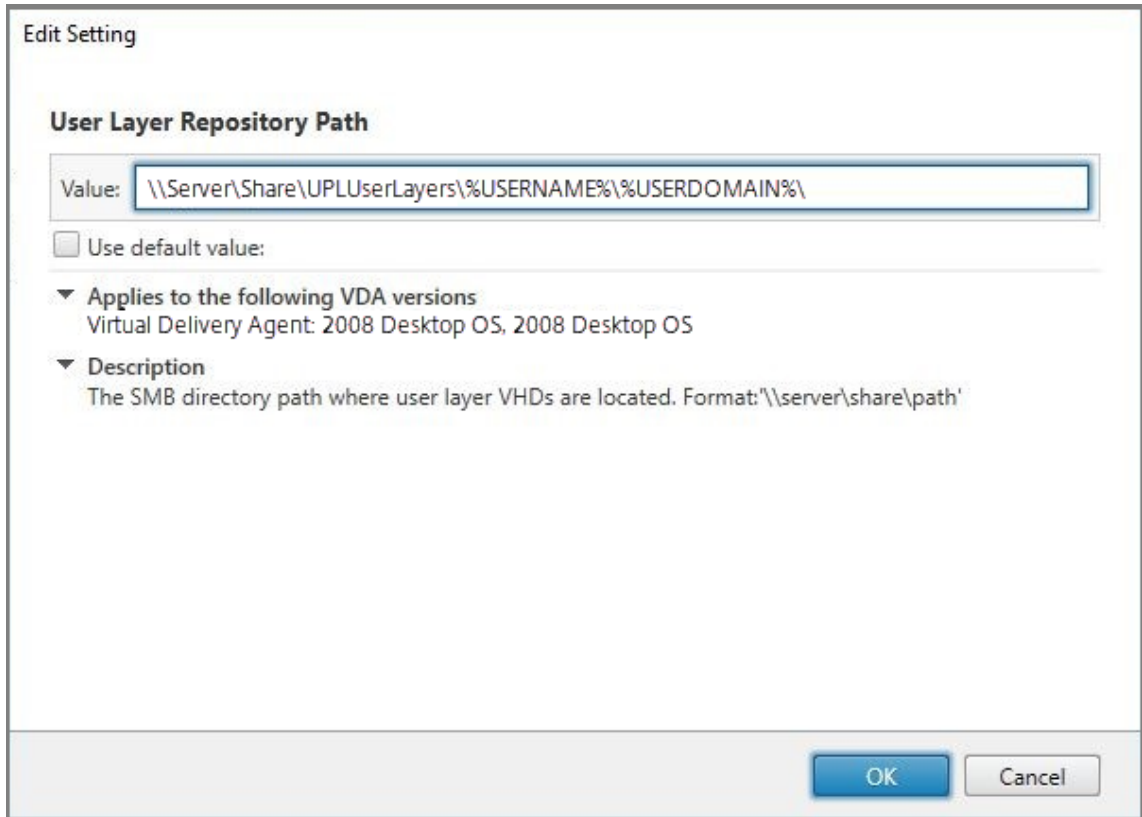 Edit Setting
User Layer Repository Path
Value: \\Server\Share\UPLUserLayers\%USERNAME%\%USERDOMAIN%\
Use default value:
Applies to the following VDA versions
Virtual Delivery Agent: 2008 Desktop OS, 2008 Desktop OS
Description
The SMB directory path where user layer VHDs are located. Format:'\\server\share\path'
OK Cancel